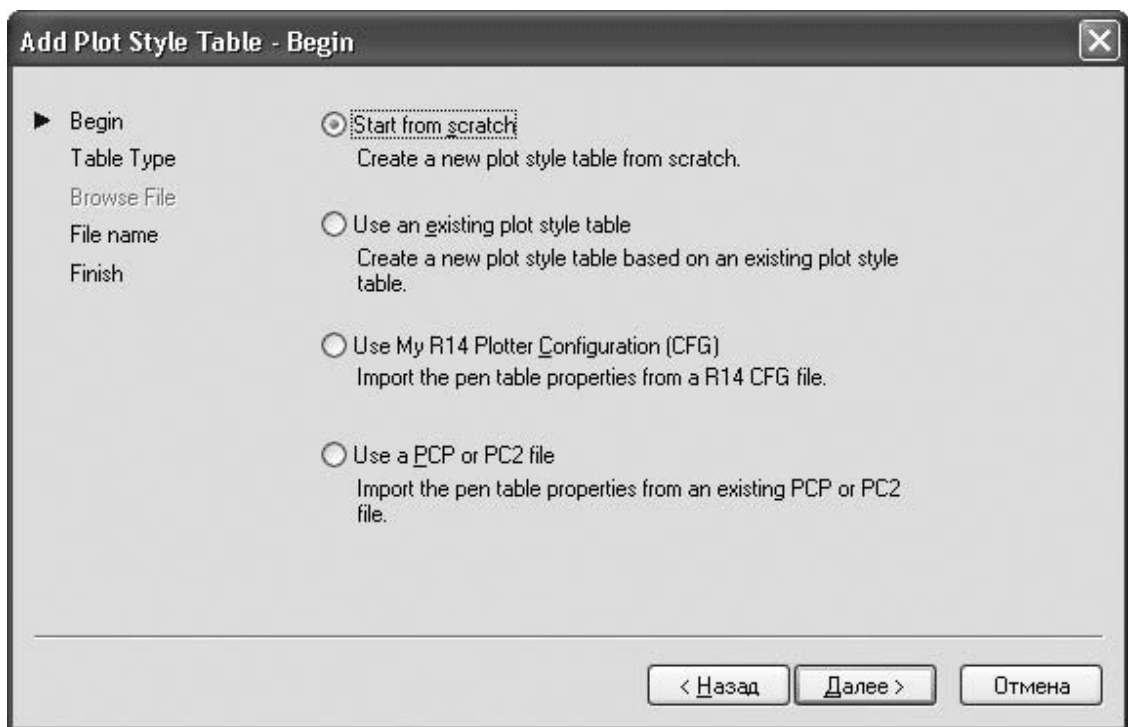 Add Plot Style Table - Begin
Begin
Table Type
Browse File
File name
Finish
Start from scratch
Create a new plot style table from scratch.
Use an existing plot style table
Create a new plot style table based on an existing plot style
table.
Use My R14 Plotter Configuration (CFG)
Import the pen table properties from a R14 CFG file.
Use a PCP or PC2 file
Import the pen table properties from an existing PCP or PC2
file.
< Назад
Далее >
Отмена